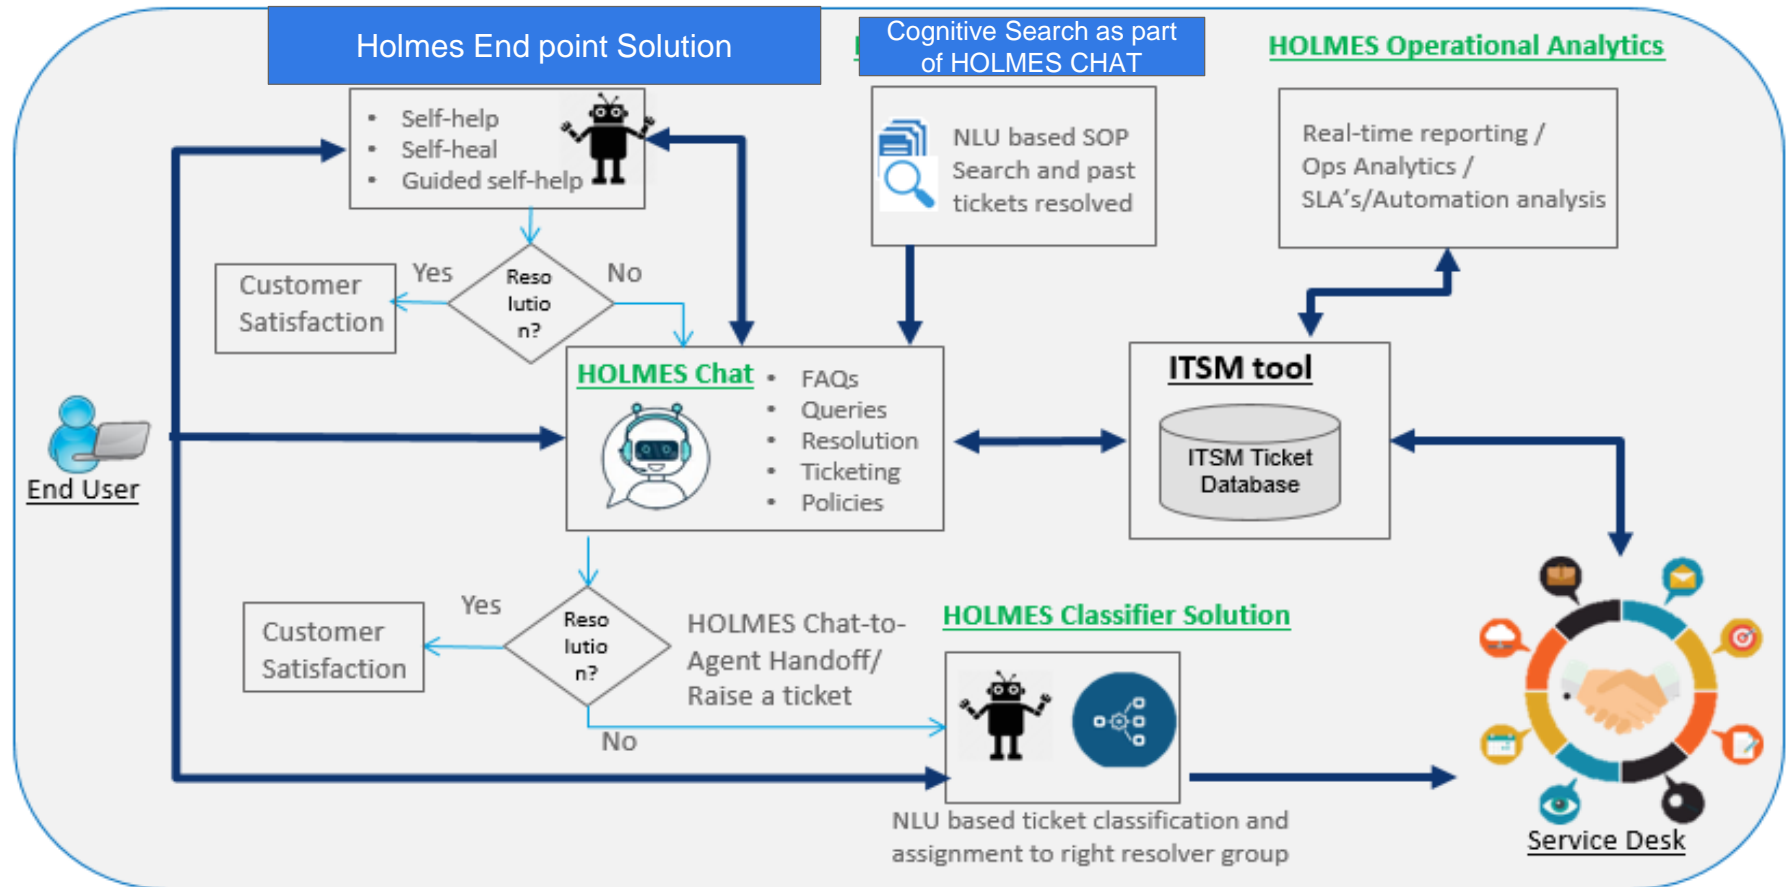 Holmes End point Solution
Cognitive Search as part
of HOLMES CHAT
HOLMES Operational Analytics
• Self-help
• Self-heal
• Guided self-help
NLU based SOP
Search and past
tickets resolved
Real-time reporting /
Ops Analytics /
SLA's/Automation analysis
Customer
Satisfaction
Yes
Reso
lutio
n?
No
HOLMES Chat
• FAQs
• Queries
• Resolution
• Ticketing
• Policies
ITSM tool
ITSM Ticket
Database
End User
Customer
Satisfaction
Yes
Reso
lutio
n?
No
HOLMES Chat-to-
Agent Handoff/
Raise a ticket
HOLMES Classifier Solution
NLU based ticket classification and
assignment to right resolver group
Service Desk